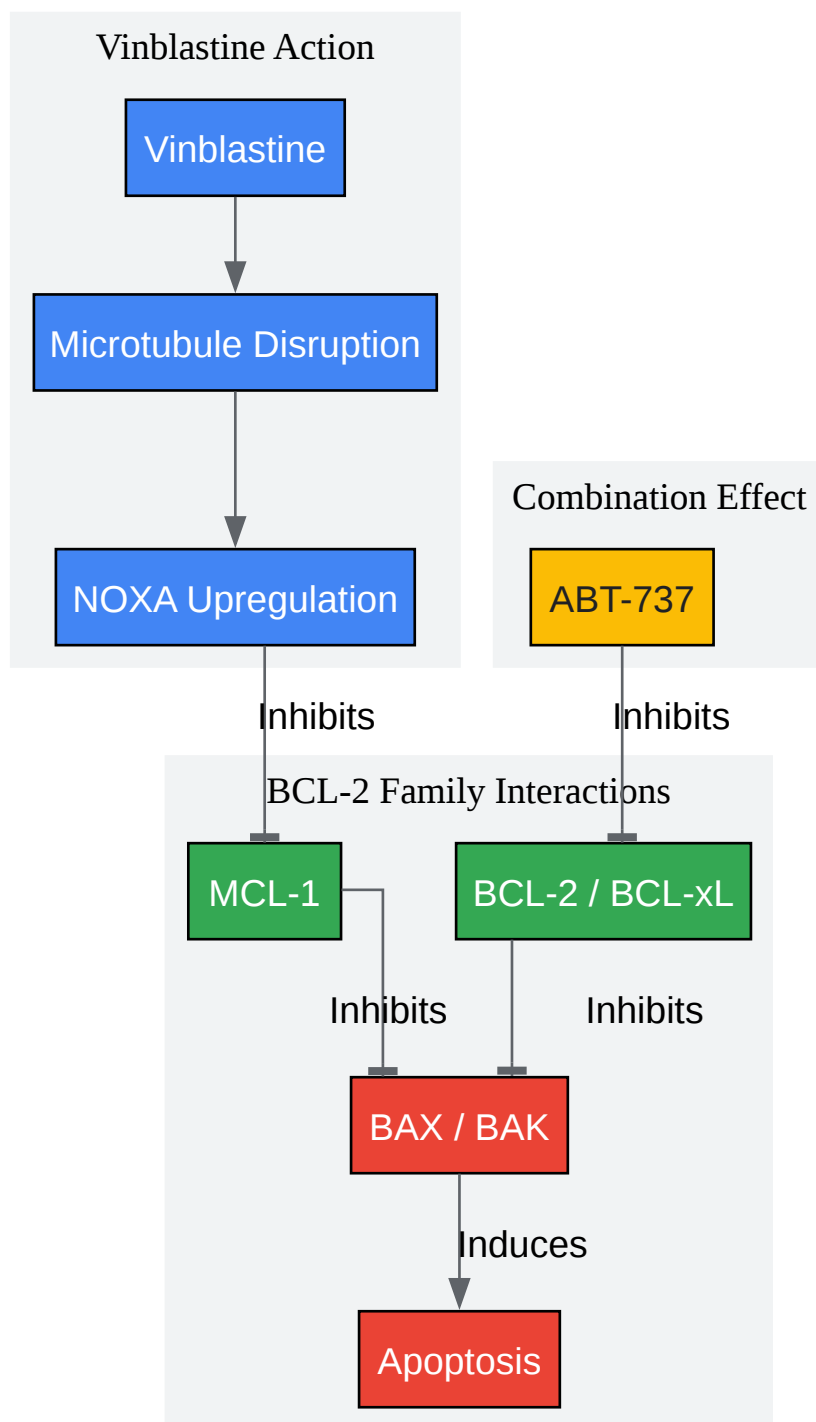 Vinblastine Action
Vinblastine
Microtubule Disruption
Combination Effect
NOXA Upregulation
ABT-737
Inhibits
Inhibits
BCL-2 Family Interactions
MCL-1
BCL-2 / BCL-xL
Inhibits
Inhibits
BAX / BAK
Induces
Apoptosis